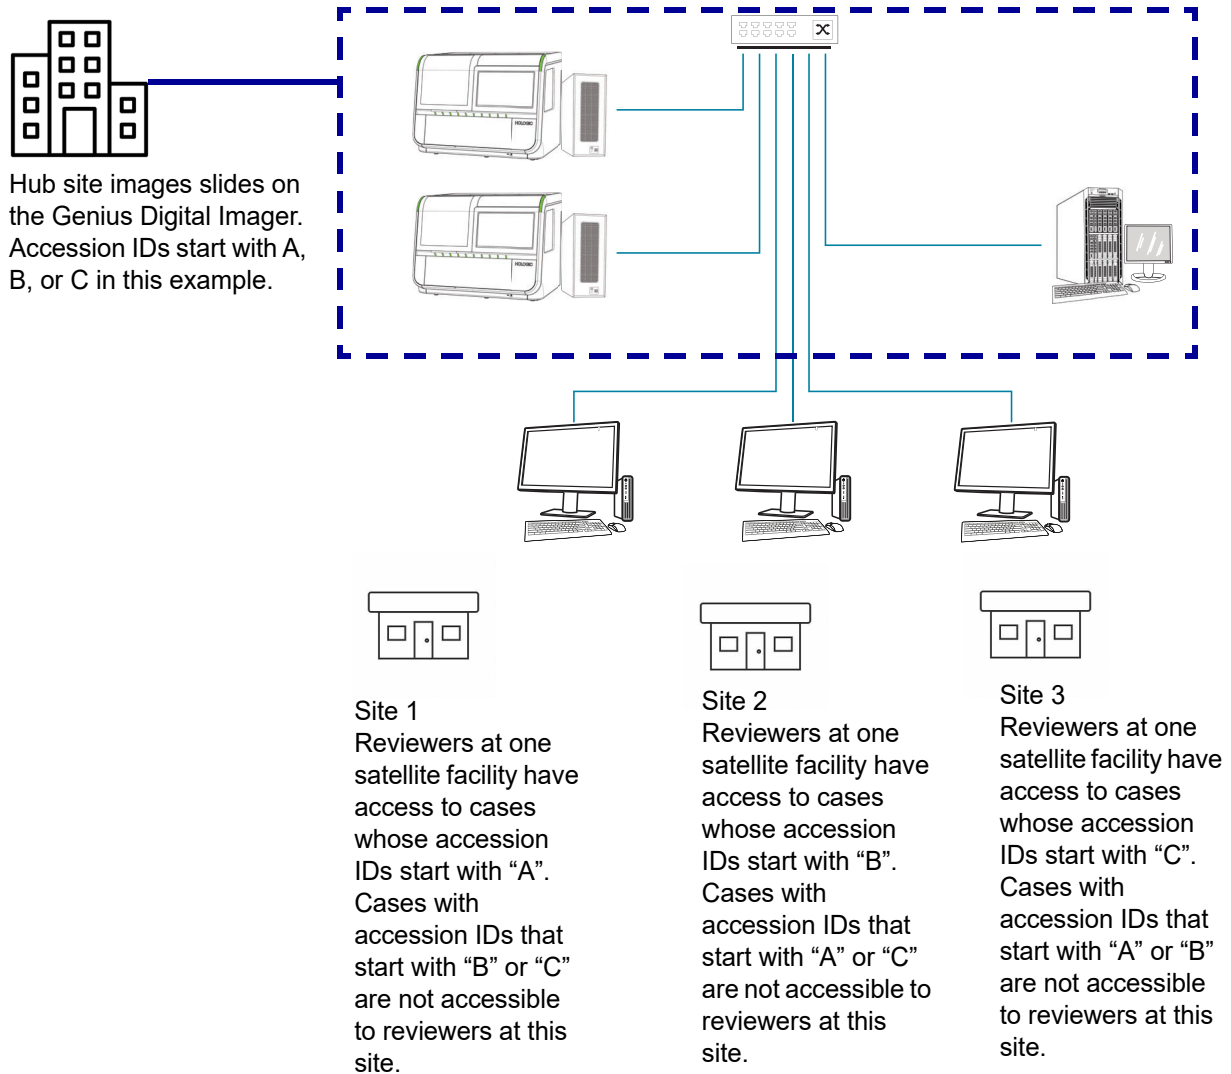 HOLOGIC
HOLOGIC
Hub site images slides on
the Genius Digital Imager.
Accession IDs start with A,
B, or C in this example.
Site 1
Reviewers at one
satellite facility have
access to cases
whose accession
IDs start with “A”.
Cases with
accession IDs that
start with “B” or “C”
are not accessible
to reviewers at this
site.
Site 2
Reviewers at one
satellite facility have
access to cases
whose accession
IDs start with “B”.
Cases with
accession IDs that
start with “A” or “C”
are not accessible to
reviewers at this
site.
Site 3
Reviewers at one
satellite facility have
access to cases
whose accession
IDs start with “C”.
Cases with
accession IDs that
start with “A” or “B”
are not accessible
to reviewers at this
site.